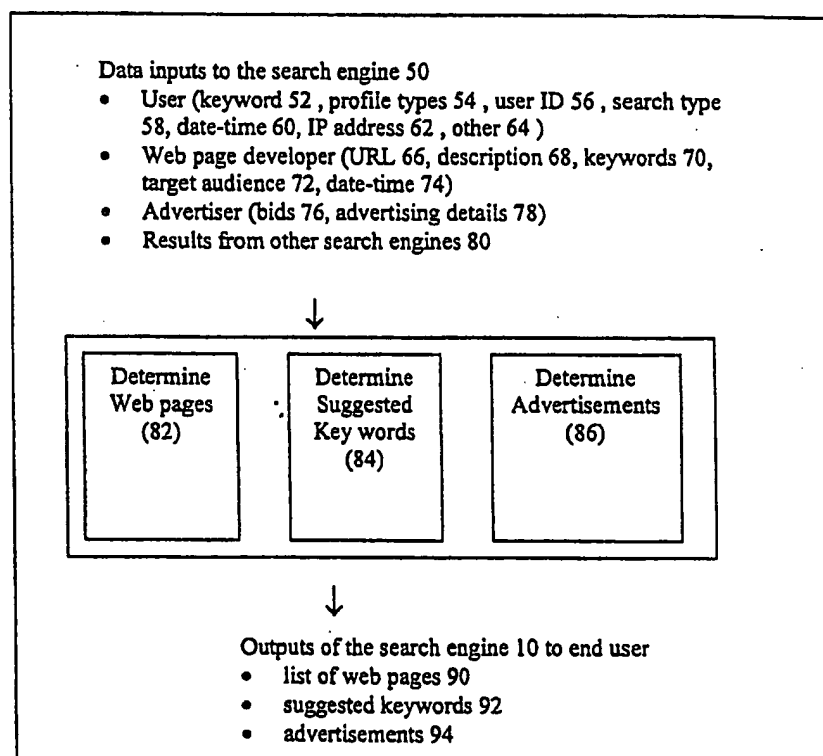 Data inputs to the search engine 50
• User (keyword 52 , profile types 54 , user ID 56 , search type
58, date-time 60, IP address 62 , other 64 )
• Web page developer (URL 66, description 68, keywords 70,
target audience 72, date-time 74)
• Advertiser (bids 76, advertising details 78)
• Results from other search engines 80
↓
Determine
Web pages
(82)
Determine
Suggested
Key words
(84)
Determine
Advertisements
(86)
↓
Outputs of the search engine 10 to end user
• list of web pages 90
• suggested keywords 92
• advertisements 94